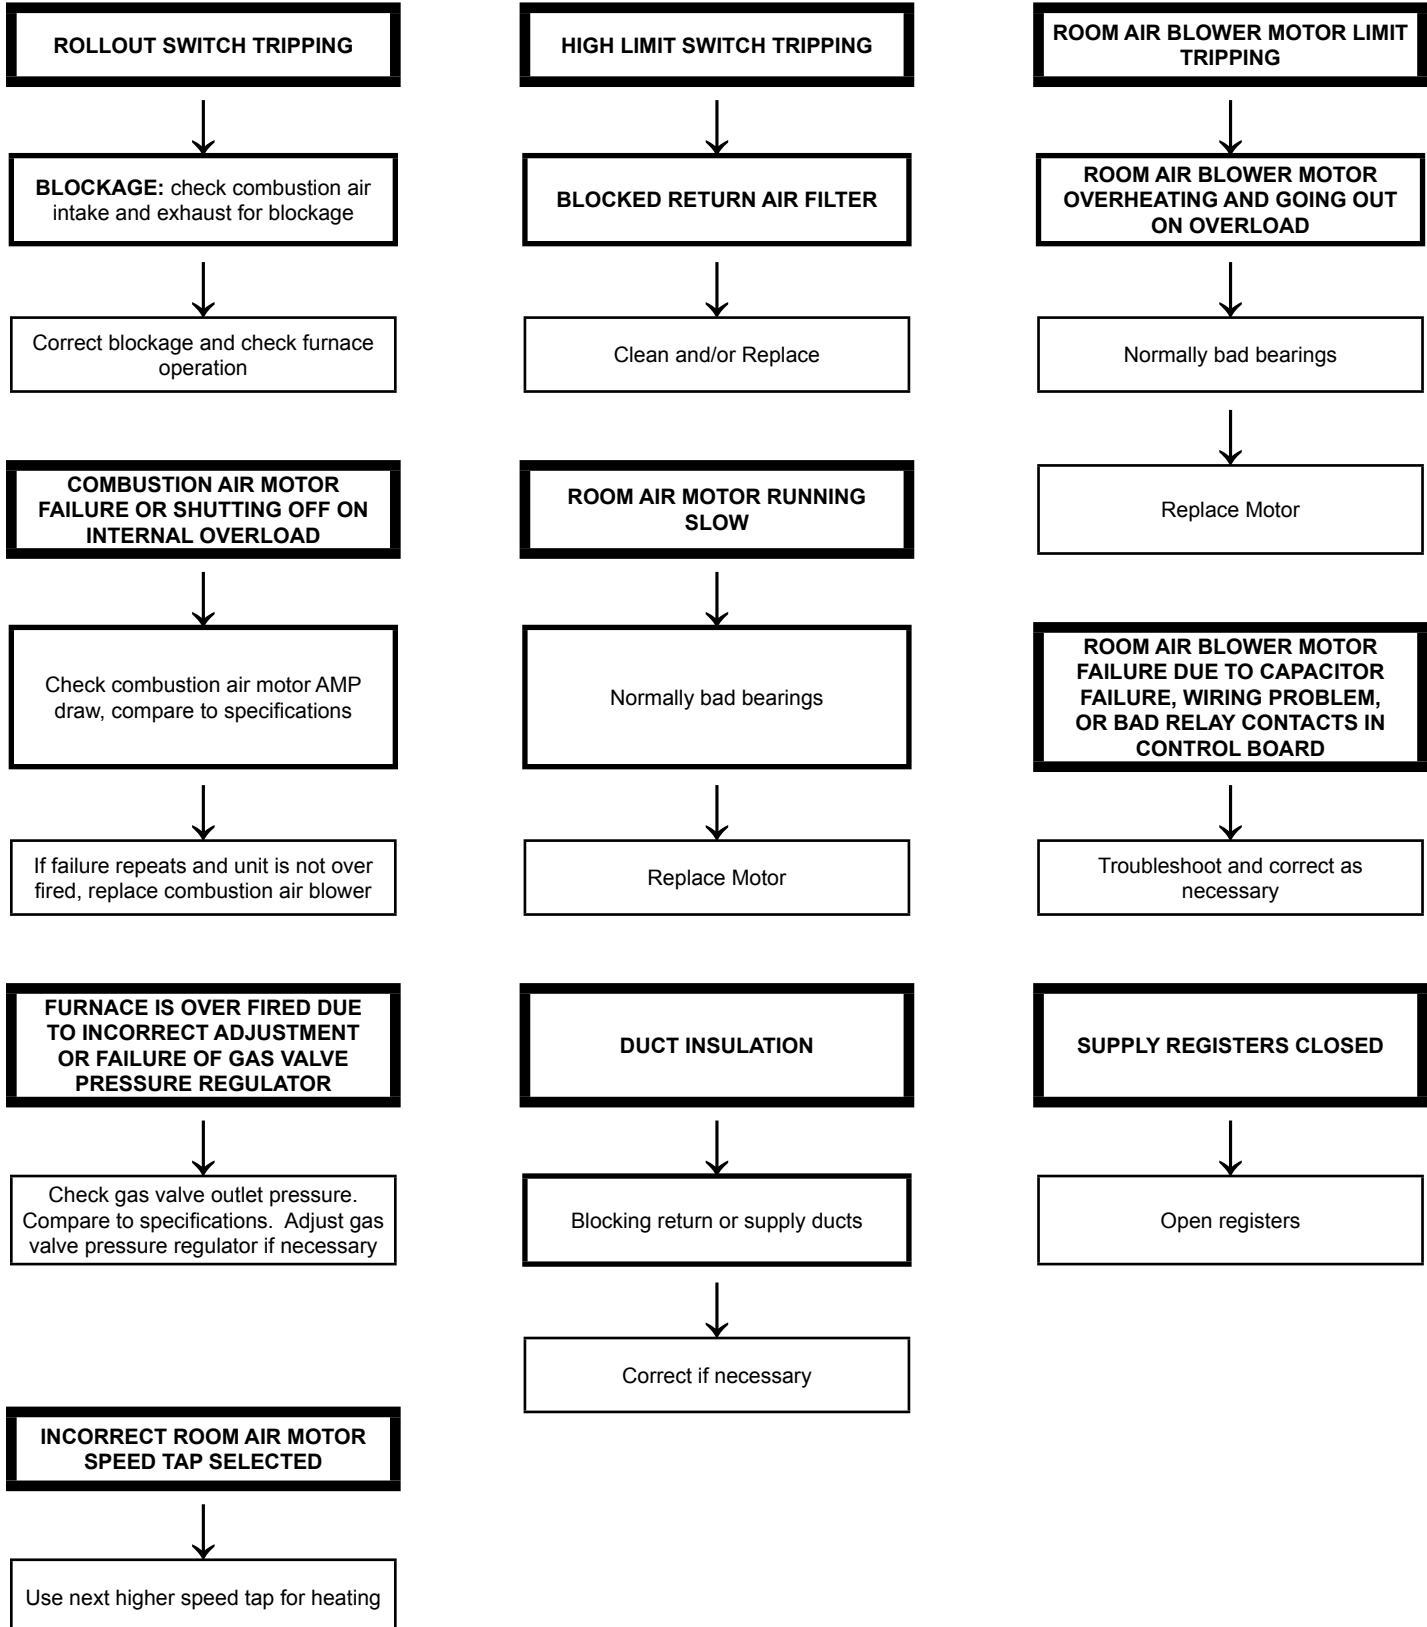 ROLLOUT SWITCH TRIPPING
BLOCKAGE: check combustion air
intake and exhaust for blockage
Correct blockage and check furnace
operation
COMBUSTION AIR MOTOR
FAILURE OR SHUTTING OFF ON
INTERNAL OVERLOAD
Check combustion air motor AMP
draw, compare to specifications
If failure repeats and unit is not over
fired, replace combustion air blower
FURNACE IS OVER FIRED DUE
TO INCORRECT ADJUSTMENT
OR FAILURE OF GAS VALVE
PRESSURE REGULATOR
Check gas valve outlet pressure.
Compare to specifications.  Adjust gas
valve pressure regulator if necessary
INCORRECT ROOM AIR MOTOR
SPEED TAP SELECTED
Use next higher speed tap for heating
HIGH LIMIT SWITCH TRIPPING
BLOCKED RETURN AIR FILTER
Clean and/or Replace
ROOM AIR MOTOR RUNNING
SLOW
Normally bad bearings
Replace Motor
DUCT INSULATION
Blocking return or supply ducts
Correct if necessary
ROOM AIR BLOWER MOTOR LIMIT
TRIPPING
ROOM AIR BLOWER MOTOR
OVERHEATING AND GOING OUT
ON OVERLOAD
Normally bad bearings
Replace Motor
ROOM AIR BLOWER MOTOR
FAILURE DUE TO CAPACITOR
FAILURE, WIRING PROBLEM,
OR BAD RELAY CONTACTS IN
CONTROL BOARD
Troubleshoot and correct as
necessary
SUPPLY REGISTERS CLOSED
Open registers